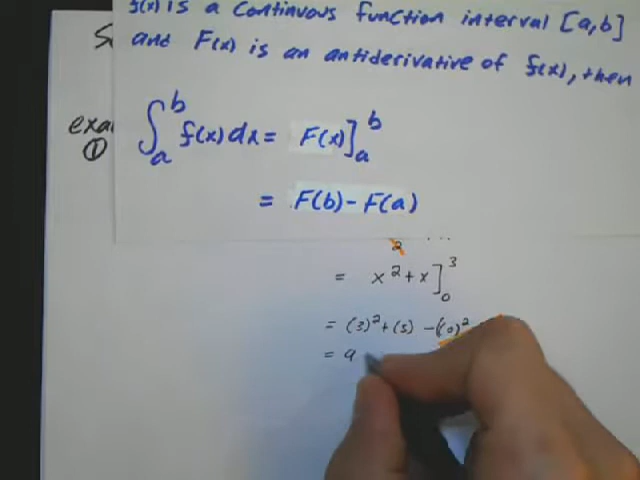 f(x) is a continuous function interval [a,b]
and F(x) is an antiderivative of f(x), then
exa
①
∫ₐᵇ f(x) dx = F(x)]ₐᵇ
= F(b) - F(a)
2
= x² + x ]₀³
= (3)² + (3) - ((0)²
= 9